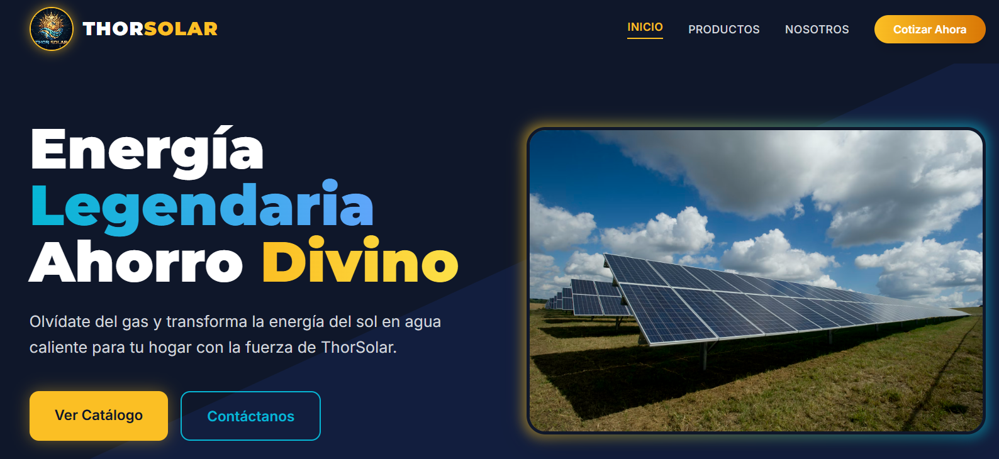 THOR SOLAR
THORSOLAR
INICIO
PRODUCTOS
NOSOTROS
Cotizar Ahora
Energía
Legendaria
Ahorro Divino
Olvídate del gas y transforma la energía del sol en agua
caliente para tu hogar con la fuerza de ThorSolar.
Ver Catálogo
Contáctanos